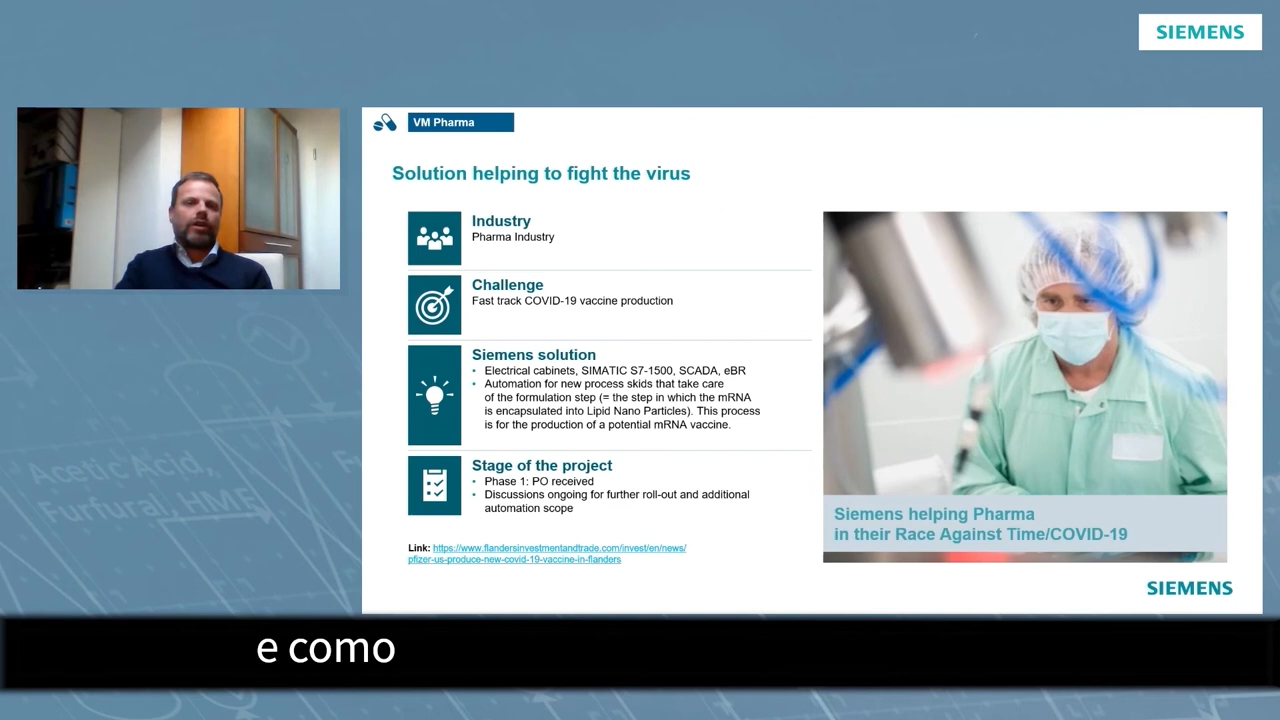 SIEMENS
VM Pharma
Solution helping to fight the virus
Industry
Pharma Industry
Challenge
Fast track COVID-19 vaccine production
Siemens solution
• Electrical cabinets, SIMATIC S7-1500, SCADA, eBR
• Automation for new process skids that take care
of the formulation step (= the step in which the mRNA
is encapsulated into Lipid Nano Particles). This process
is for the production of a potential mRNA vaccine.
Stage of the project
• Phase 1: PO received
• Discussions ongoing for further roll-out and additional
automation scope
Link: https://www.flandersinvestmentandtrade.com/invest/en/news/
pfizer-us-produce-new-covid-19-vaccine-in-flanders
Siemens helping Pharma
in their Race Against Time/COVID-19
SIEMENS
Acetic
Furfural, HMF
e como